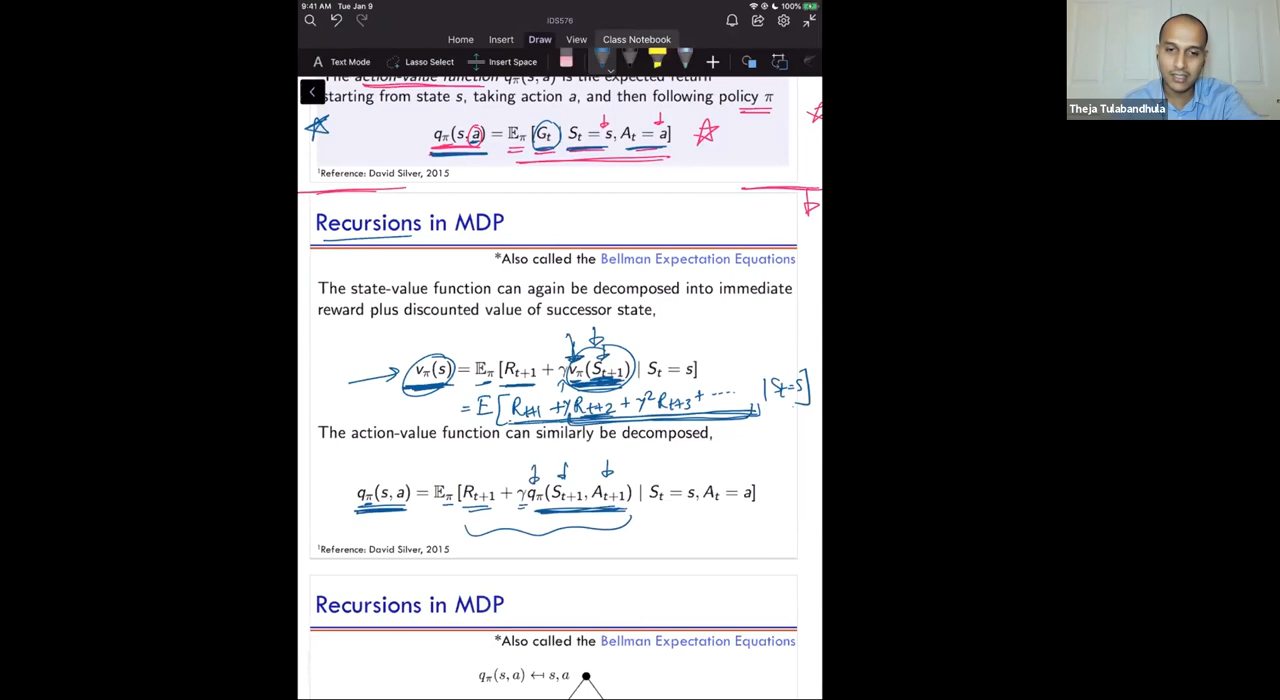 9:41 AM Tue Jan 9
100%
IDS576
Home Insert Draw View Class Notebook
Text Mode Lasso Select Insert Space
The action-value function qπ(s, a) is the expected return
starting from state s, taking action a, and then following policy π
qπ(s, a) = 𝔼π [Gt | St = s, At = a]
¹Reference: David Silver, 2015
Recursions in MDP
*Also called the Bellman Expectation Equations
The state-value function can again be decomposed into immediate
reward plus discounted value of successor state,
vπ(s) = 𝔼π [Rt+1 + γvπ(St+1) | St = s]
= E[Rt+1 + γRt+2 + γ²Rt+3 + ···· | St=s]
The action-value function can similarly be decomposed,
qπ(s, a) = 𝔼π [Rt+1 + γqπ(St+1, At+1) | St = s, At = a]
¹Reference: David Silver, 2015
Recursions in MDP
*Also called the Bellman Expectation Equations
qπ(s, a) ↤ s, a
Theja Tulabandhula